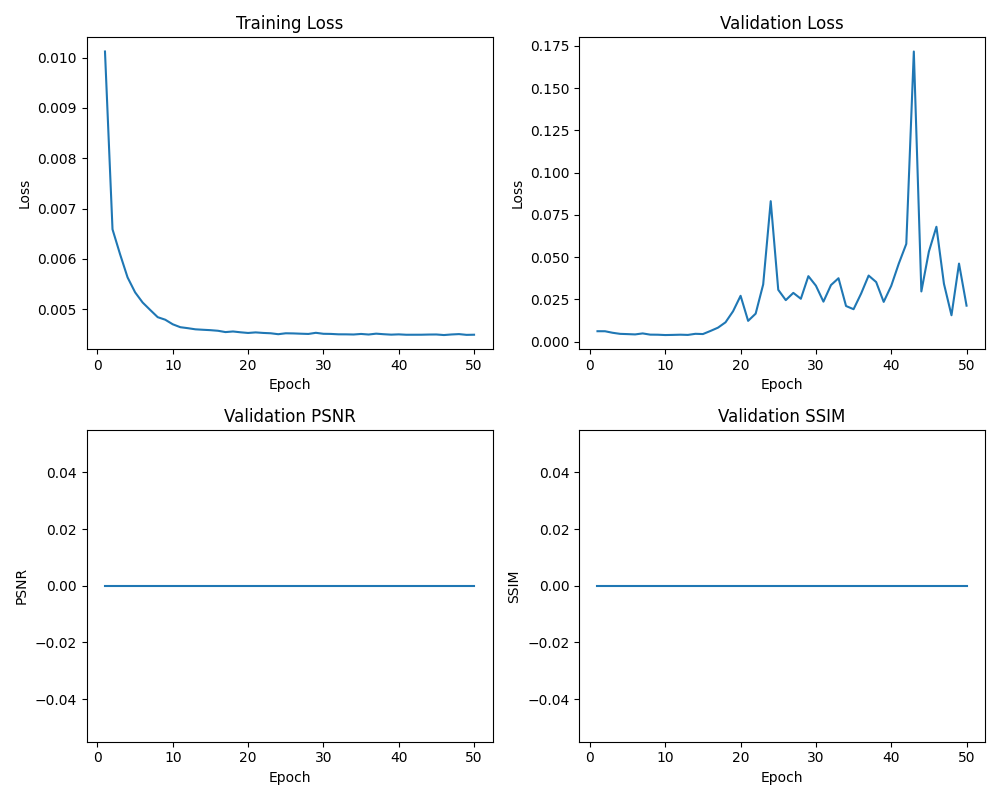 Training Loss
Validation Loss
0.010
0.009
0.008
0.007
0.006
0.005
Loss
0 10 20 30 40 50
Epoch
0.175
0.150
0.125
0.100
0.075
0.050
0.025
0.000
Loss
0 10 20 30 40 50
Epoch
Validation PSNR
Validation SSIM
0.04
0.02
0.00
−0.02
−0.04
PSNR
0 10 20 30 40 50
Epoch
0.04
0.02
0.00
−0.02
−0.04
SSIM
0 10 20 30 40 50
Epoch